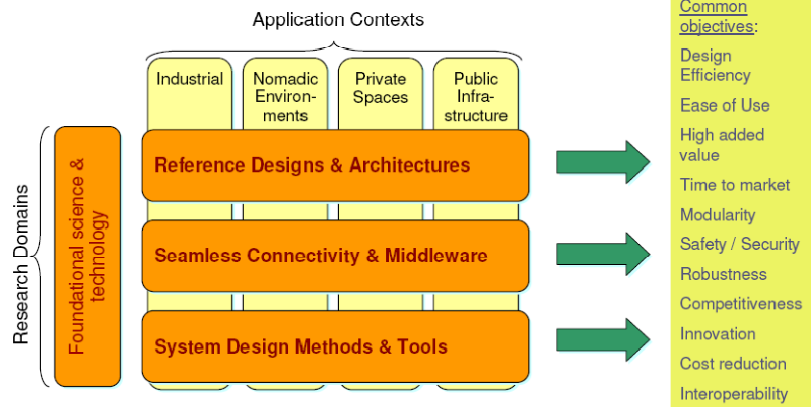 Application Contexts
Industrial
Nomadic
Environ-
ments
Private
Spaces
Public
Infra-
structure
Research Domains
Foundational science &
technology
Reference Designs & Architectures
Seamless Connectivity & Middleware
System Design Methods & Tools
Common
objectives:
Design
Efficiency
Ease of Use
High added
value
Time to market
Modularity
Safety / Security
Robustness
Competitiveness
Innovation
Cost reduction
Interoperability